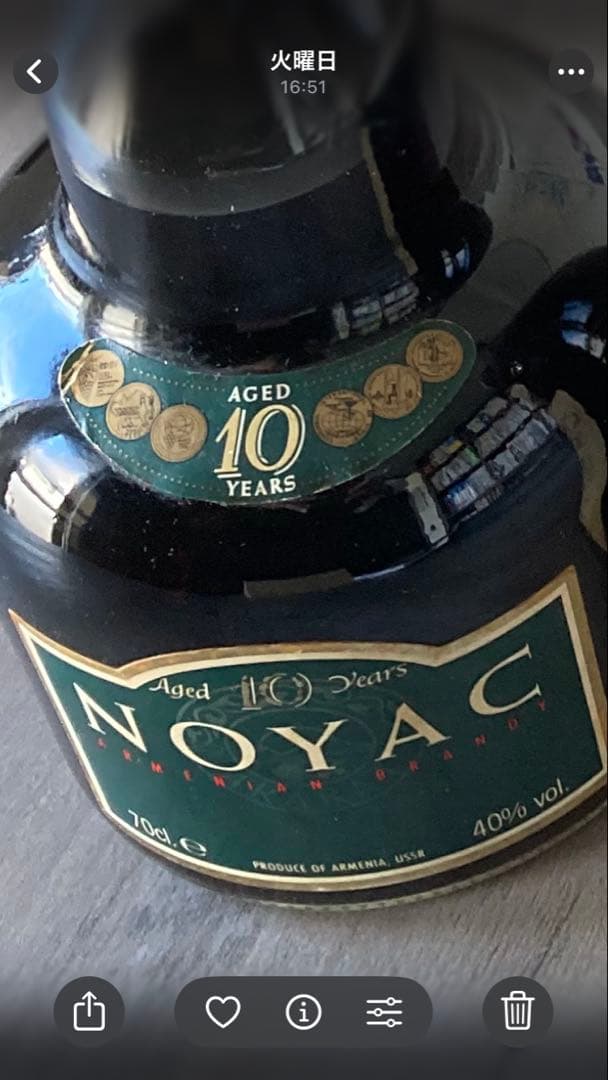 火曜日
16:51
AGED
10
YEARS
Aged 10 Years
NOYAC
ARMENIAN BRANDY
70cl. ℮
40% vol.
PRODUCE OF ARMENIA, USSR